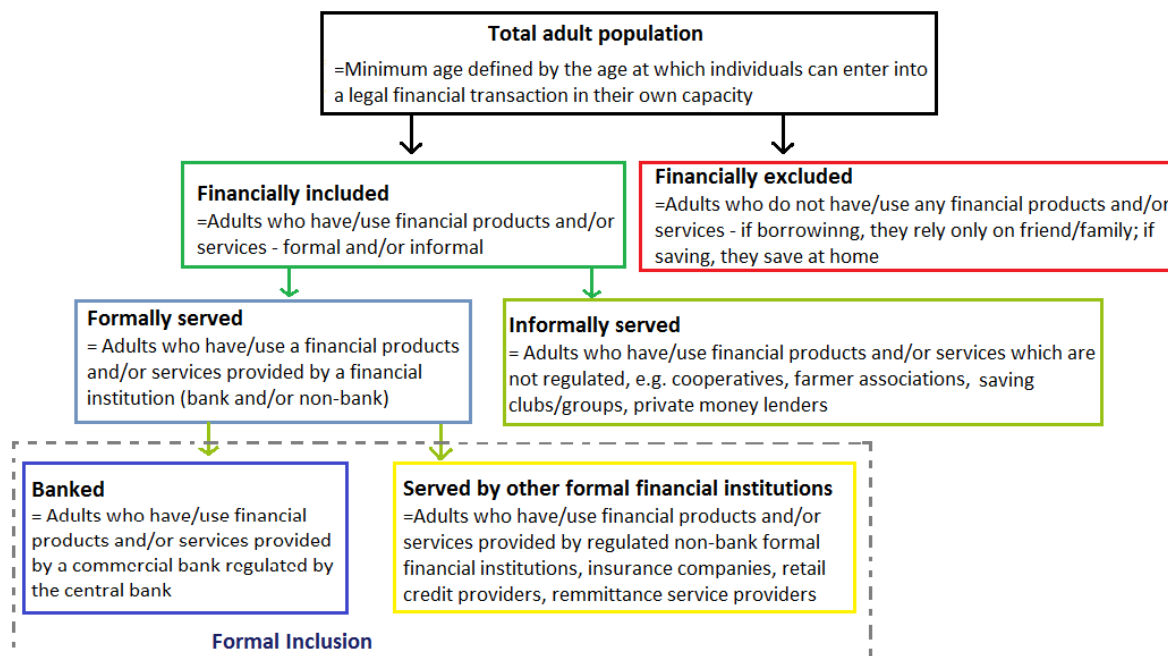 Total adult population
=Minimum age defined by the age at which individuals can enter into
a legal financial transaction in their own capacity
Financially included
=Adults who have/use financial products and/or
services - formal and/or informal
Financially excluded
=Adults who do not have/use any financial products and/or
services - if borrowinng, they rely only on friend/family; if
saving, they save at home
Formally served
= Adults who have/use a financial products
and/or services provided by a financial
institution (bank and/or non-bank)
Informally served
= Adults who have/use financial products and/or services which are
not regulated, e.g. cooperatives, farmer associations, saving
clubs/groups, private money lenders
Banked
= Adults who have/use financial
products and/or services provided
by a commercial bank regulated by
the central bank
Served by other formal financial institutions
=Adults who have/use financial products and/or
services provided by regulated non-bank formal
financial institutions, insurance companies, retail
credit providers, remmittance service providers
Formal Inclusion